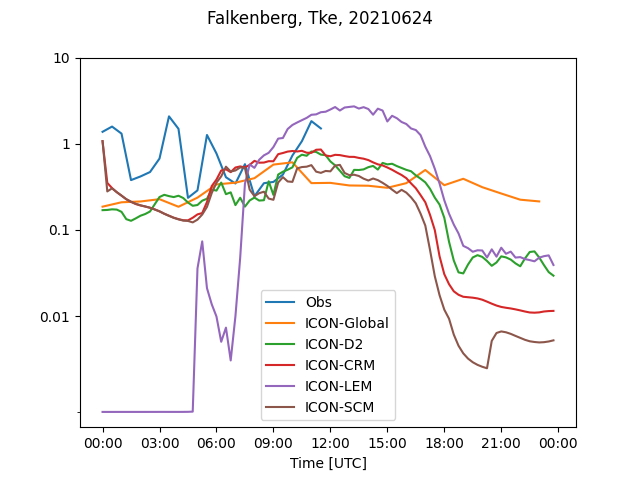 Falkenberg, Tke, 20210624
10
1
0.1
0.01
Obs
ICON-Global
ICON-D2
ICON-CRM
ICON-LEM
ICON-SCM
00:00 03:00 06:00 09:00 12:00 15:00 18:00 21:00 00:00
Time [UTC]